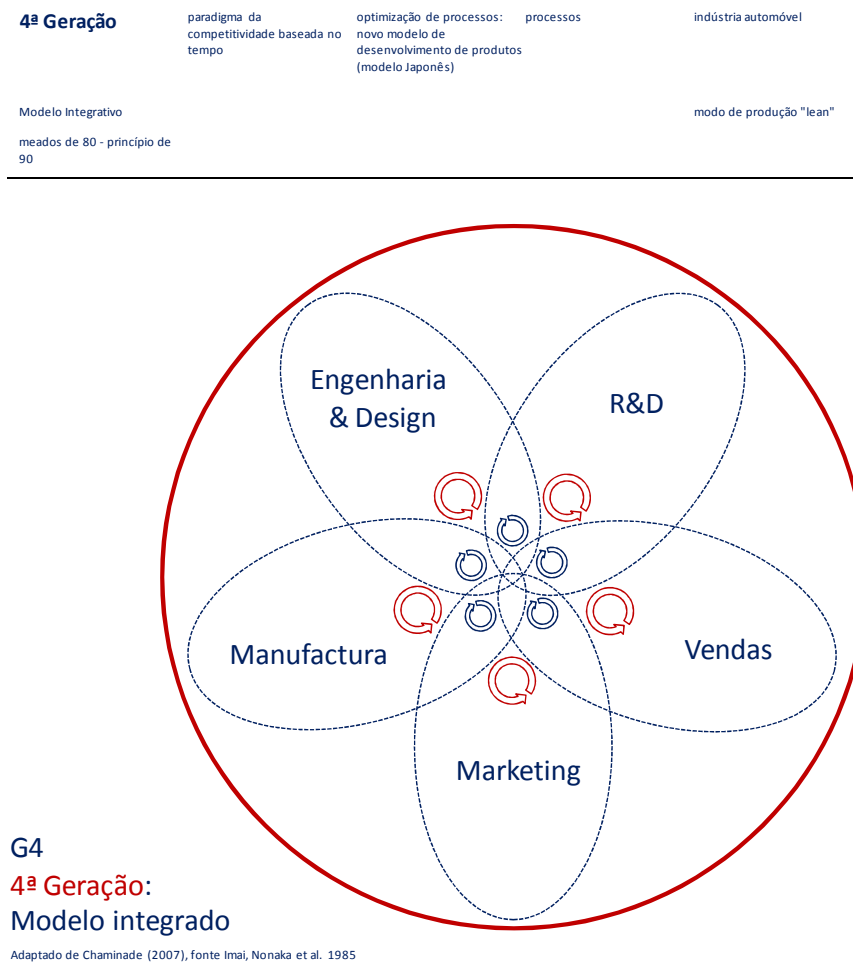 4ª Geração
paradigma da
competitividade baseada no
tempo
optimização de processos:
novo modelo de
desenvolvimento de produtos
(modelo Japonês)
processos
indústria automóvel
Modelo Integrativo
modo de produção "lean"
meados de 80 - princípio de
90
Engenharia
& Design
R&D
Manufactura
Vendas
Marketing
G4
4ª Geração:
Modelo integrado
Adaptado de Chaminade (2007), fonte Imai, Nonaka et al. 1985